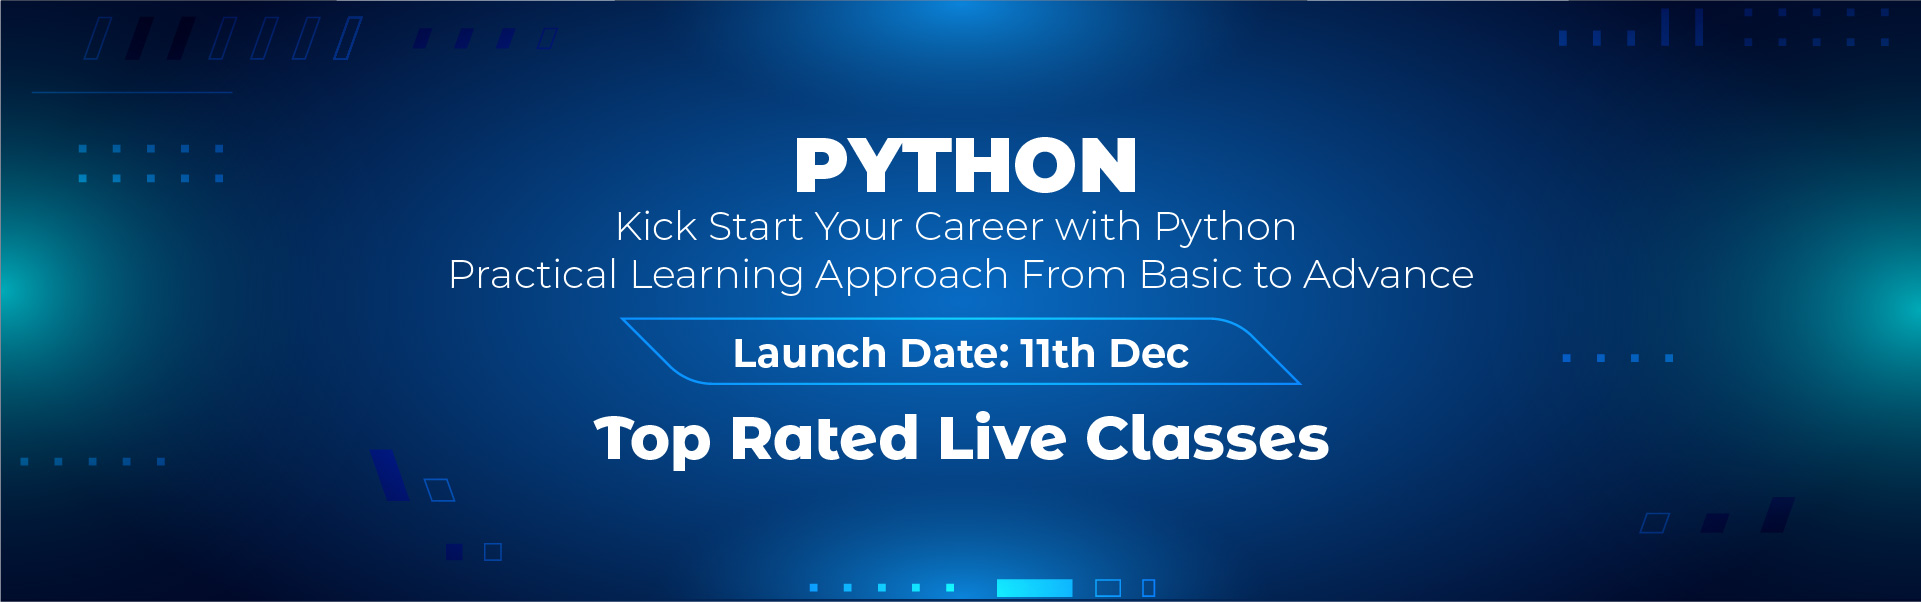 PYTHON
Kick Start Your Career with Python
Practical Learning Approach From Basic to Advance
Launch Date: 11th Dec
Top Rated Live Classes